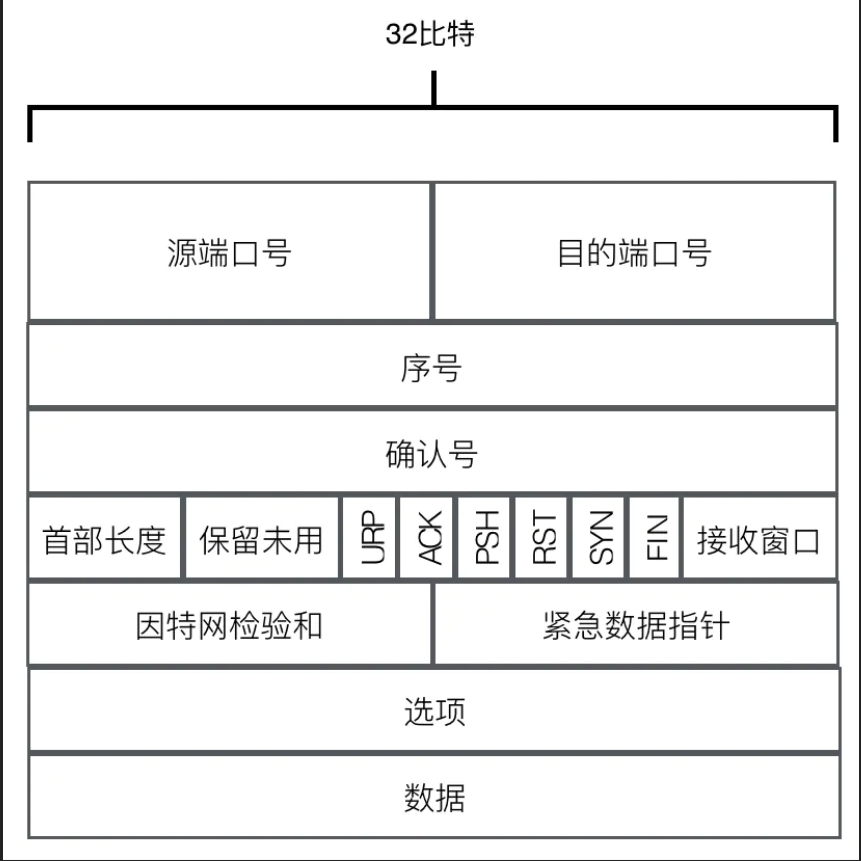 32比特
源端口号 目的端口号
序号
确认号
首部长度 保留未用 URP ACK PSH RST SYN FIN 接收窗口
因特网检验和 紧急数据指针
选项
数据